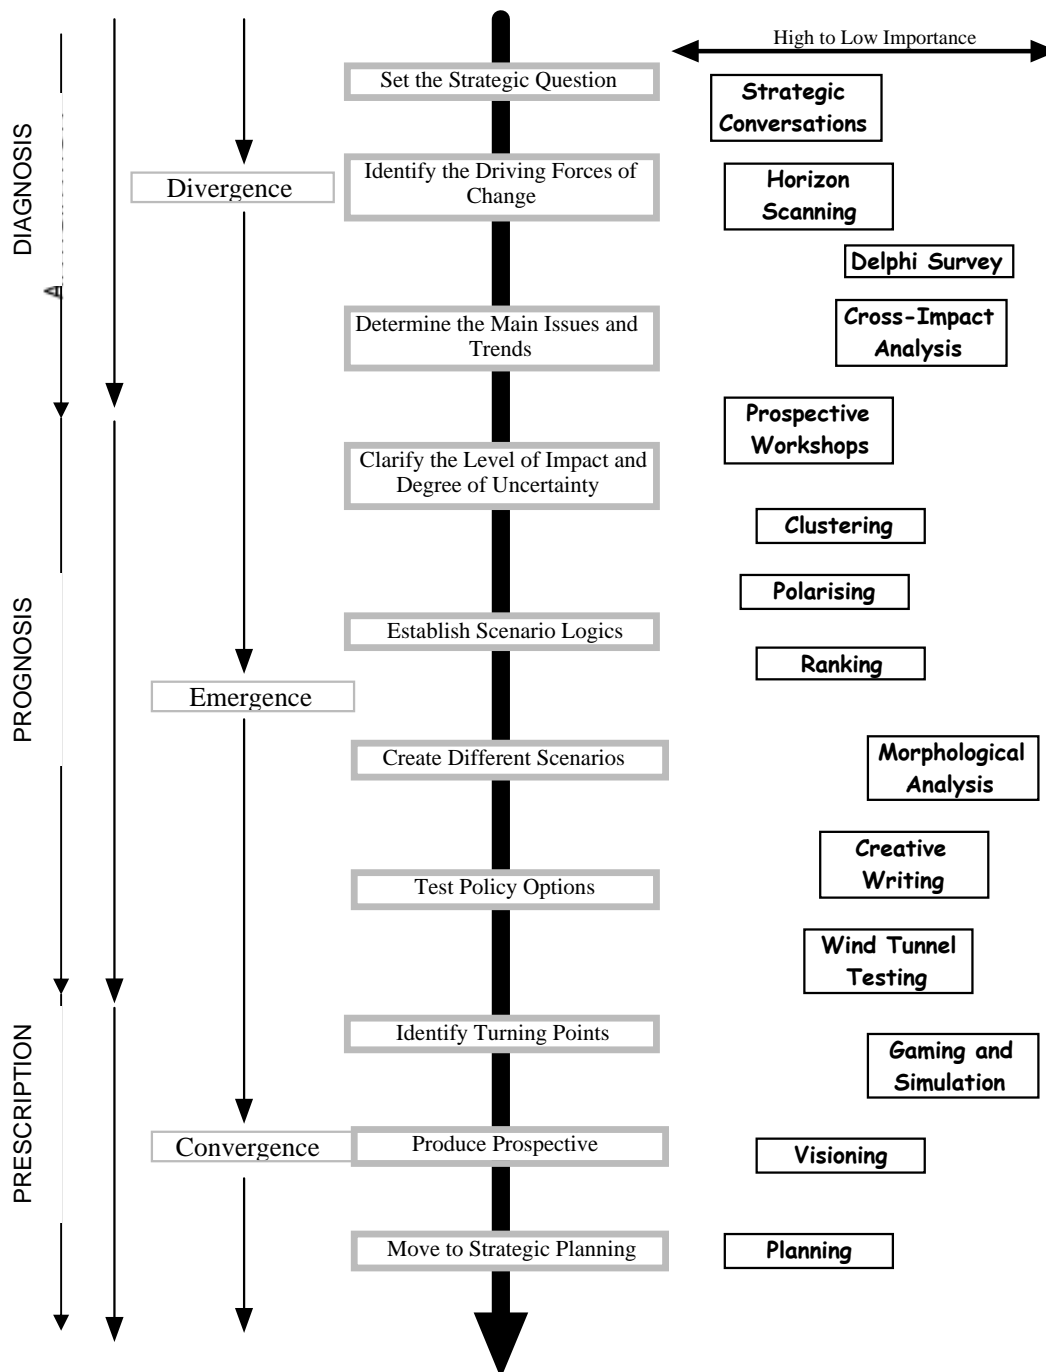 High to Low Importance
Set the Strategic Question
Strategic
Conversations
DIAGNOSIS
Divergence
Identify the Driving Forces of
Change
Horizon
Scanning
Delphi Survey
Determine the Main Issues and
Trends
Cross-Impact
Analysis
Prospective
Workshops
Clarify the Level of Impact and
Degree of Uncertainty
Clustering
Polarising
PROGNOSIS
Establish Scenario Logics
Ranking
Emergence
Create Different Scenarios
Morphological
Analysis
Creative
Writing
Test Policy Options
Wind Tunnel
Testing
PRESCRIPTION
Identify Turning Points
Gaming and
Simulation
Convergence
Produce Prospective
Visioning
Move to Strategic Planning
Planning